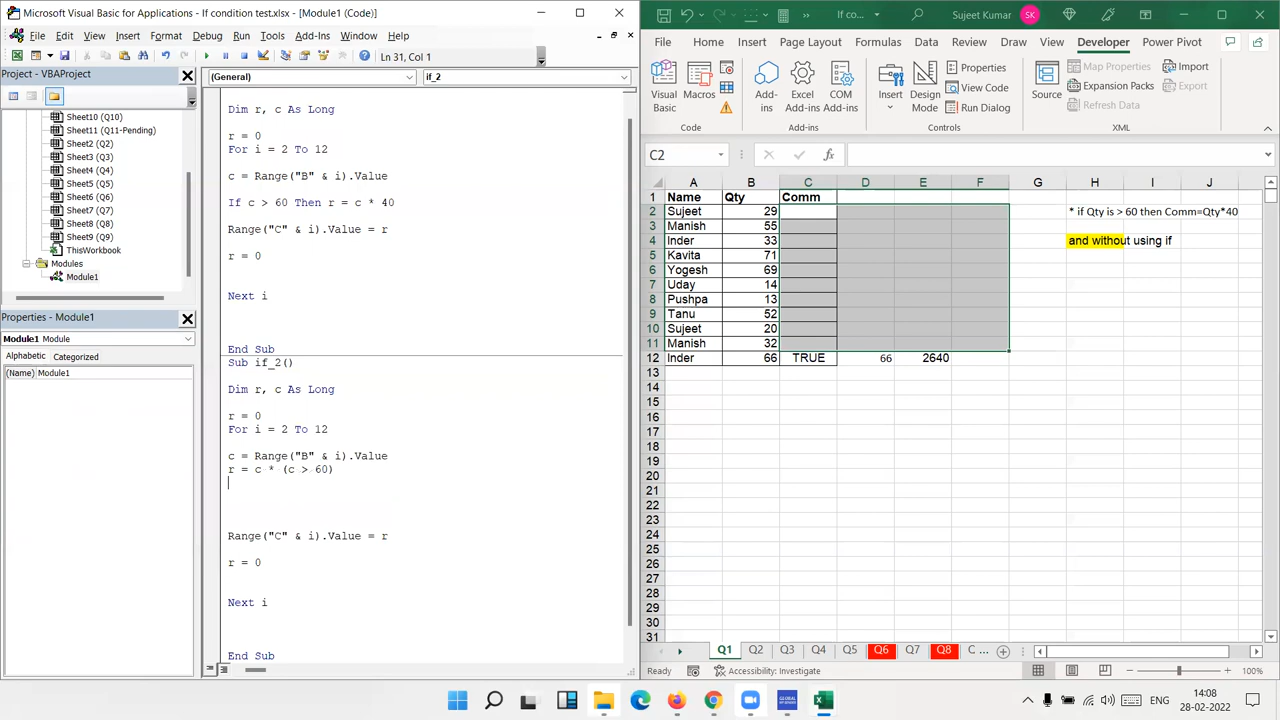 Microsoft Visual Basic for Applications - If condition test.xlsx - [Module1 (Code)]
File Edit View Insert Format Debug Run Tools Add-Ins Window Help
Ln 31, Col 1
Project - VBAProject
Sheet10 (Q10)
Sheet11 (Q11-Pending)
Sheet2 (Q2)
Sheet3 (Q3)
Sheet4 (Q4)
Sheet5 (Q5)
Sheet6 (Q6)
Sheet7 (Q7)
Sheet8 (Q8)
Sheet9 (Q9)
ThisWorkbook
Modules
Module1
Properties - Module1
Module1 Module
Alphabetic Categorized
(Name) Module1
(General) if_2
Dim r, c As Long
r = 0
For i = 2 To 12
c = Range("B" & i).Value
If c > 60 Then r = c * 40
Range("C" & i).Value = r
r = 0
Next i
End Sub
Sub if_2()
Dim r, c As Long
r = 0
For i = 2 To 12
c = Range("B" & i).Value
r = c * (c > 60)
Range("C" & i).Value = r
r = 0
Next i
End Sub
If co... Sujeet Kumar SK
File Home Insert Page Layout Formulas Data Review View Developer Draw View Power Pivot
Visual Basic
Macros
Code
Add-ins
Excel Add-ins
COM Add-ins
Add-ins
Insert
Design Mode
Properties
View Code
Run Dialog
Controls
Source
Map Properties
Expansion Packs
Refresh Data
Import
Export
XML
C2 fx
A B C D E F G H I J
1 Name Qty Comm
2 Sujeet 29 * if Qty is > 60 then Comm=Qty*40
3 Manish 55
4 Inder 33 and without using if
5 Kavita 71
6 Yogesh 69
7 Uday 14
8 Pushpa 13
9 Tanu 52
10 Sujeet 20
11 Manish 32
12 Inder 66 TRUE 66 2640
13
14
15
16
17
18
19
20
21
22
23
24
25
26
27
28
29
30
31
Q1 Q2 Q3 Q4 Q5 Q6 Q7 Q8 C ...
Ready Accessibility: Investigate 100%
ENG 14:08
28-02-2022